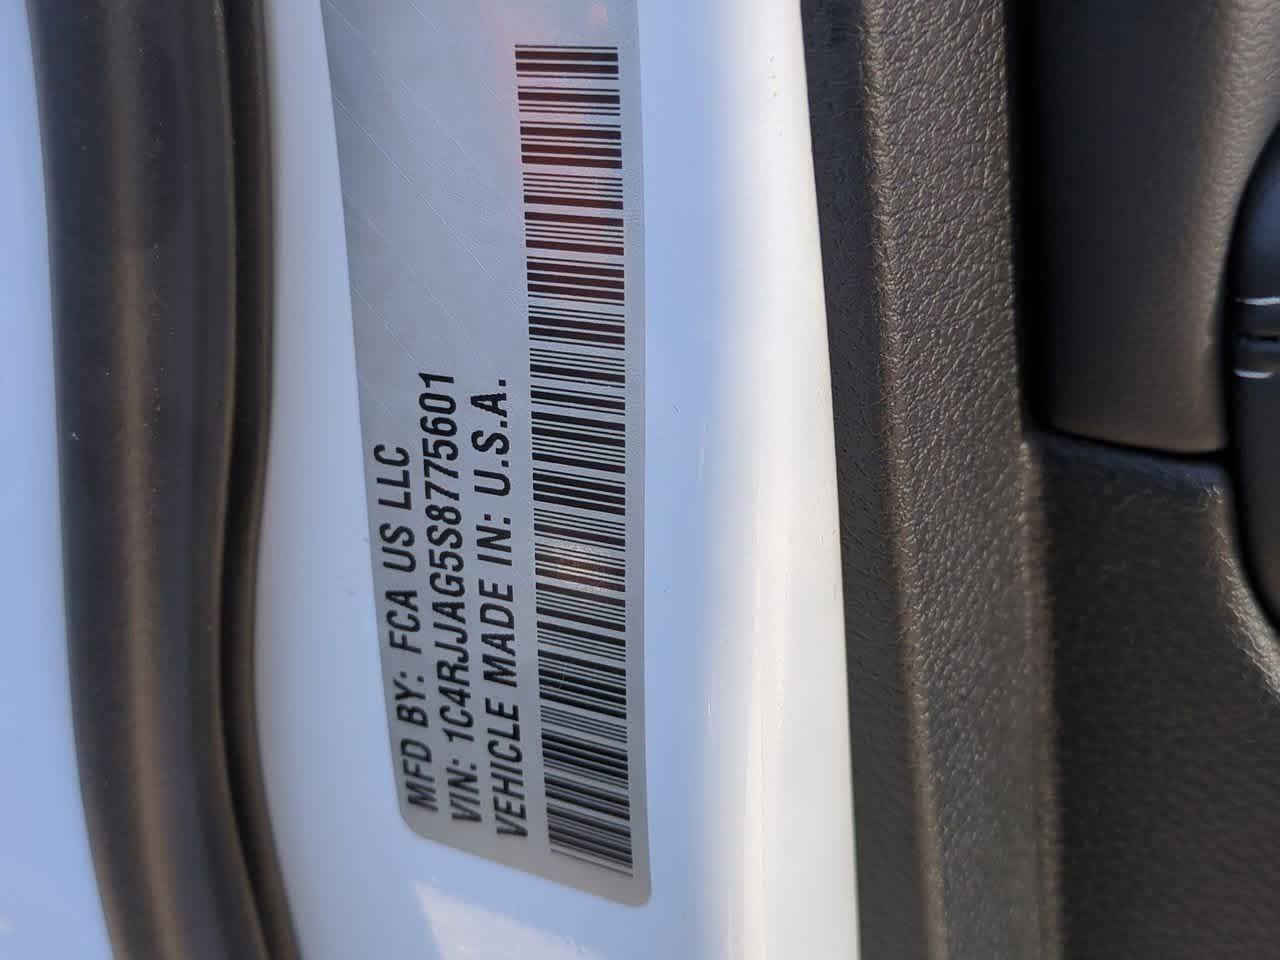 MFD BY: FCA US LLC
VIN: 1C4RJJAG5S8775601
VEHICLE MADE IN: U.S.A.